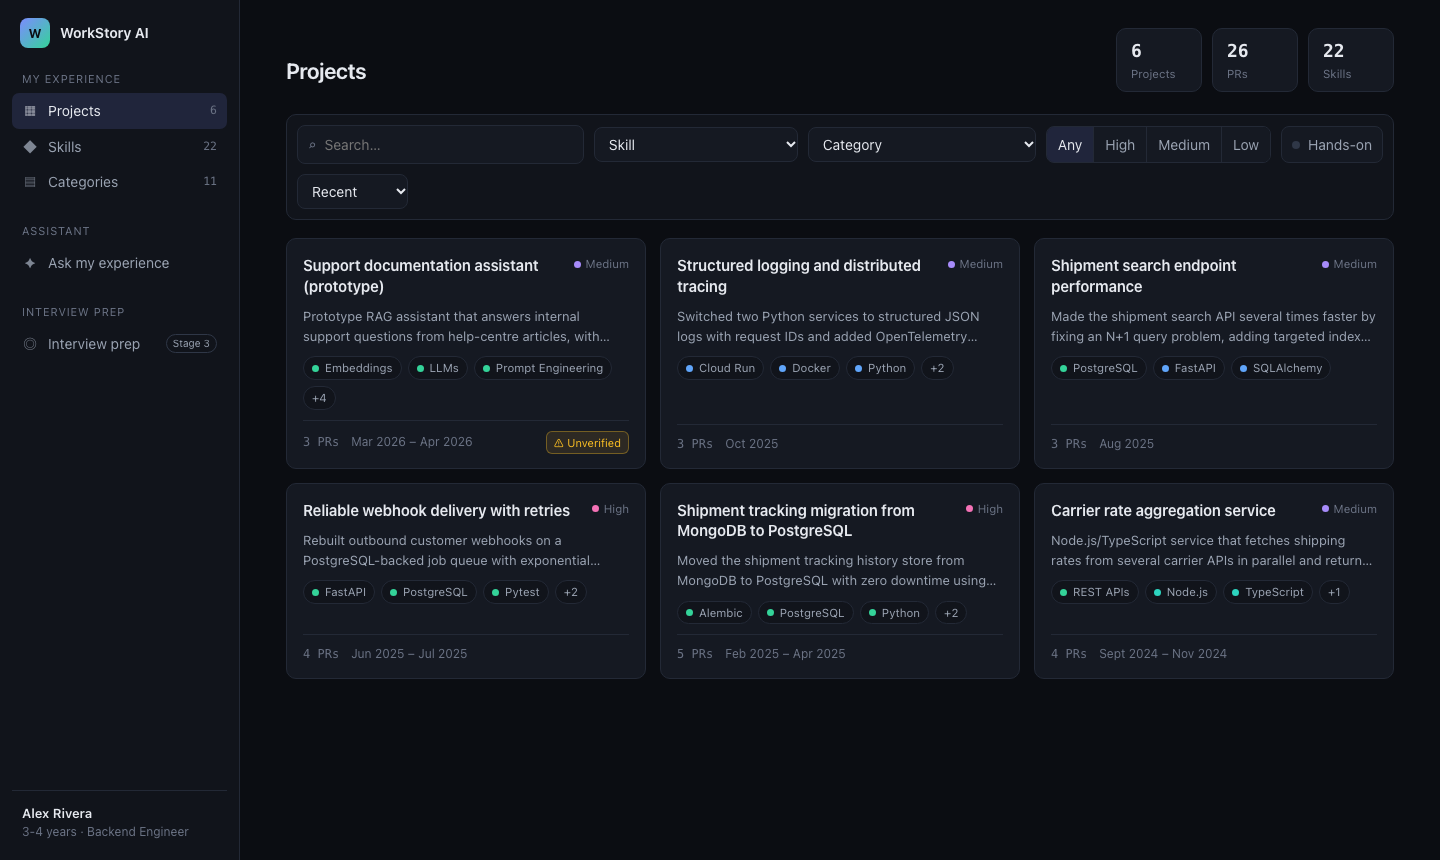 W WorkStory AI
MY EXPERIENCE
Projects 6
Skills 22
Categories 11
ASSISTANT
Ask my experience
INTERVIEW PREP
Interview prep Stage 3
Alex Rivera
3-4 years · Backend Engineer
Projects
6
Projects
26
PRs
22
Skills
Search...
Skill
Category
Any High Medium Low
Hands-on
Recent
Support documentation assistant
(prototype)
Medium
Prototype RAG assistant that answers internal
support questions from help-centre articles, with…
Embeddings LLMs Prompt Engineering
+4
3 PRs Mar 2026 – Apr 2026
⚠ Unverified
Structured logging and distributed
tracing
Medium
Switched two Python services to structured JSON
logs with request IDs and added OpenTelemetry…
Cloud Run Docker Python +2
3 PRs Oct 2025
Shipment search endpoint
performance
Medium
Made the shipment search API several times faster by
fixing an N+1 query problem, adding targeted index…
PostgreSQL FastAPI SQLAlchemy
3 PRs Aug 2025
Reliable webhook delivery with retries
High
Rebuilt outbound customer webhooks on a
PostgreSQL-backed job queue with exponential…
FastAPI PostgreSQL Pytest +2
4 PRs Jun 2025 – Jul 2025
Shipment tracking migration from
MongoDB to PostgreSQL
High
Moved the shipment tracking history store from
MongoDB to PostgreSQL with zero downtime using…
Alembic PostgreSQL Python +2
5 PRs Feb 2025 – Apr 2025
Carrier rate aggregation service
Medium
Node.js/TypeScript service that fetches shipping
rates from several carrier APIs in parallel and return…
REST APIs Node.js TypeScript +1
4 PRs Sept 2024 – Nov 2024